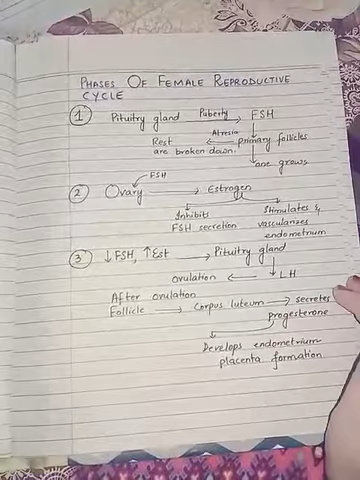 PHASES OF FEMALE REPRODUCTIVE
CYCLE
① Pituitry gland Puberty → FSH
Rest ← Atresia primary follicles
are broken down.
↓ one grows
FSH
② Ovary → Estrogen
Inhibits Stimulates &
FSH secretion vascularizes
endometrium
③ ↓FSH, ↑Est → Pituitry gland
ovulation ← LH
After ovulation
Follicle → Corpus luteum → secretes
progesterone
Develops endometrium
placenta formation